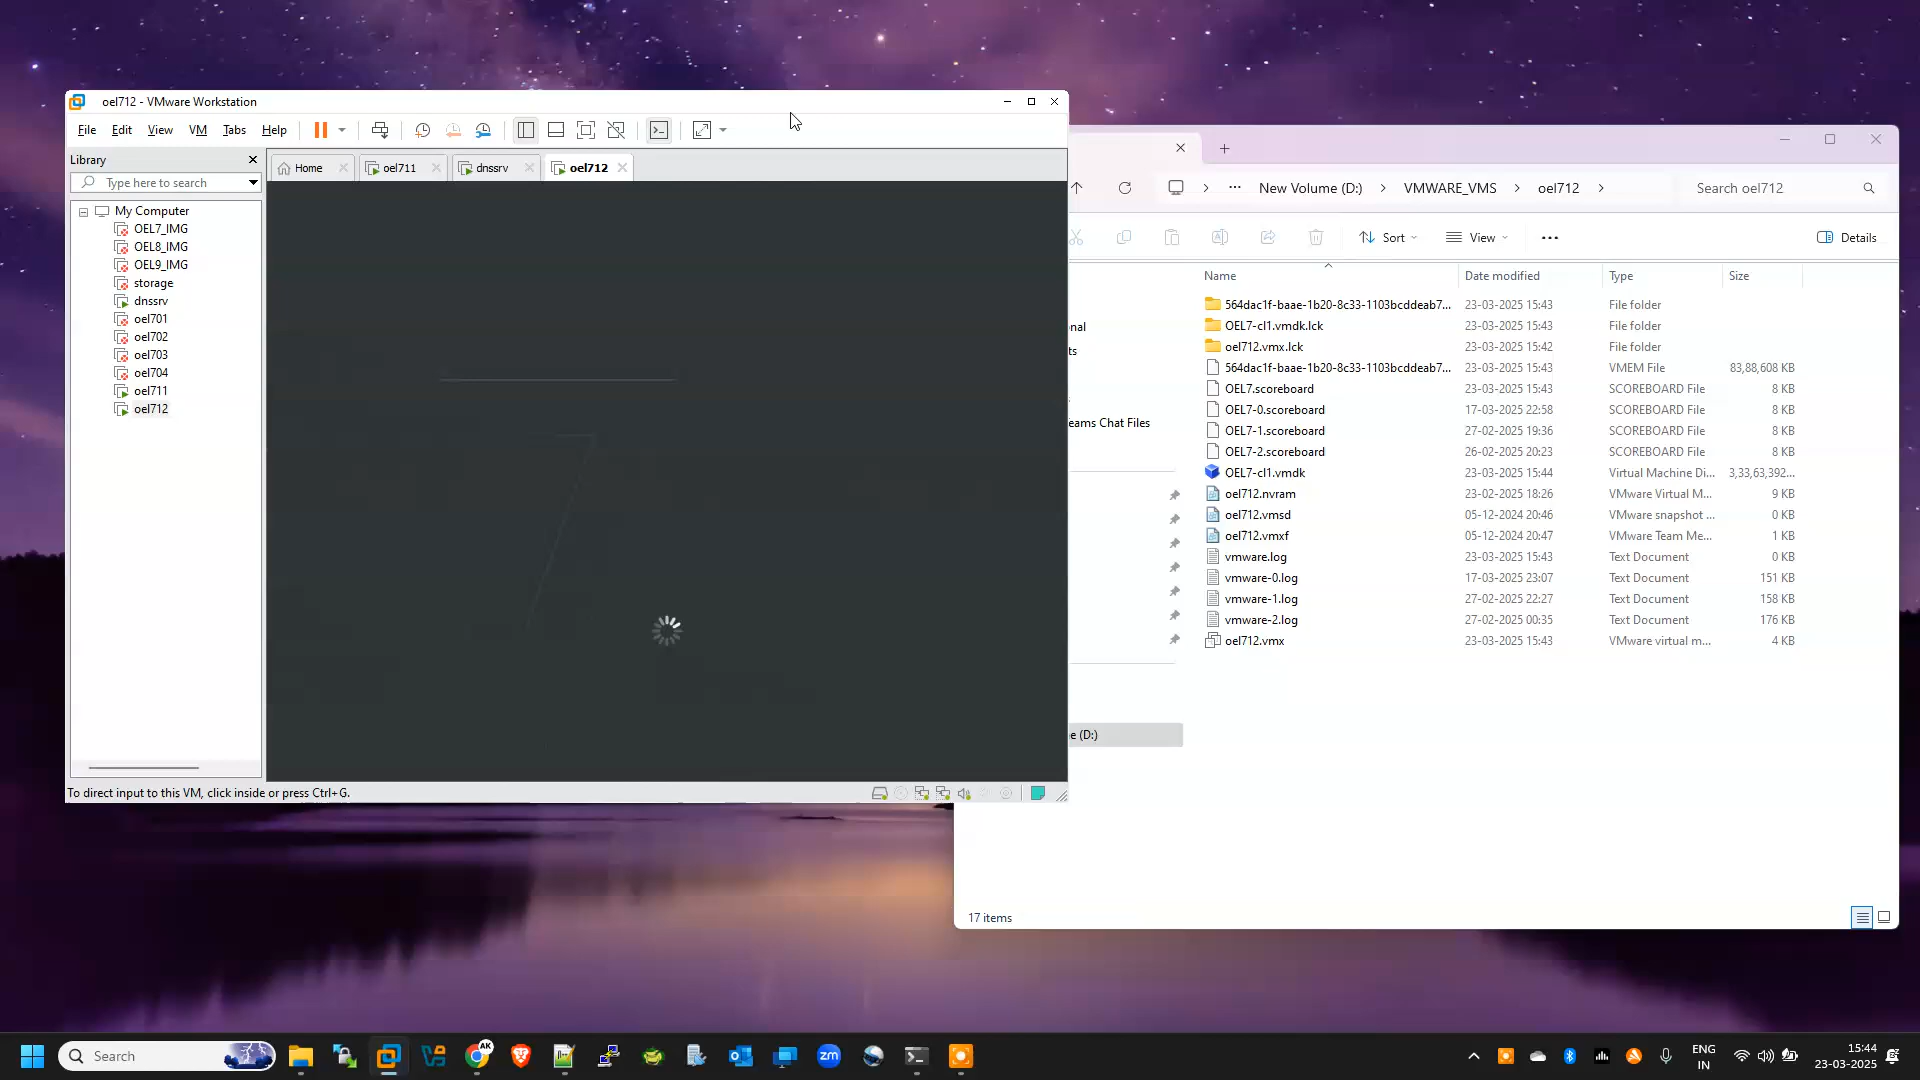 oel712 - VMware Workstation
File Edit View VM Tabs Help
Library
Type here to search
Home
oel711
dnssrv
oel712
My Computer
OEL7_IMG
OEL8_IMG
OEL9_IMG
storage
dnssrv
oel701
oel702
oel703
oel704
oel711
oel712
To direct input to this VM, click inside or press Ctrl+G.
New Volume (D:) VMWARE_VMS oel712
Search oel712
Sort View Details
Name Date modified Type Size
564dac1f-baae-1b20-8c33-1103bcddeab7... 23-03-2025 15:43 File folder
OEL7-cl1.vmdk.lck 23-03-2025 15:43 File folder
oel712.vmx.lck 23-03-2025 15:42 File folder
564dac1f-baae-1b20-8c33-1103bcddeab7... 23-03-2025 15:43 VMEM File 83,88,608 KB
OEL7.scoreboard 23-03-2025 15:43 SCOREBOARD File 8 KB
OEL7-0.scoreboard 17-03-2025 22:58 SCOREBOARD File 8 KB
OEL7-1.scoreboard 27-02-2025 19:36 SCOREBOARD File 8 KB
OEL7-2.scoreboard 26-02-2025 20:23 SCOREBOARD File 8 KB
OEL7-cl1.vmdk 23-03-2025 15:44 Virtual Machine Di... 3,33,63,392...
oel712.nvram 23-02-2025 18:26 VMware Virtual M... 9 KB
oel712.vmsd 05-12-2024 20:46 VMware snapshot ... 0 KB
oel712.vmxf 05-12-2024 20:47 VMware Team Me... 1 KB
vmware.log 23-03-2025 15:43 Text Document 0 KB
vmware-0.log 17-03-2025 23:07 Text Document 151 KB
vmware-1.log 27-02-2025 22:27 Text Document 158 KB
vmware-2.log 27-02-2025 00:35 Text Document 176 KB
oel712.vmx 23-03-2025 15:43 VMware virtual m... 4 KB
nal
ts
eams Chat Files
e (D:)
17 items
Search
AK
zm
ENG
IN
15:44
23-03-2025